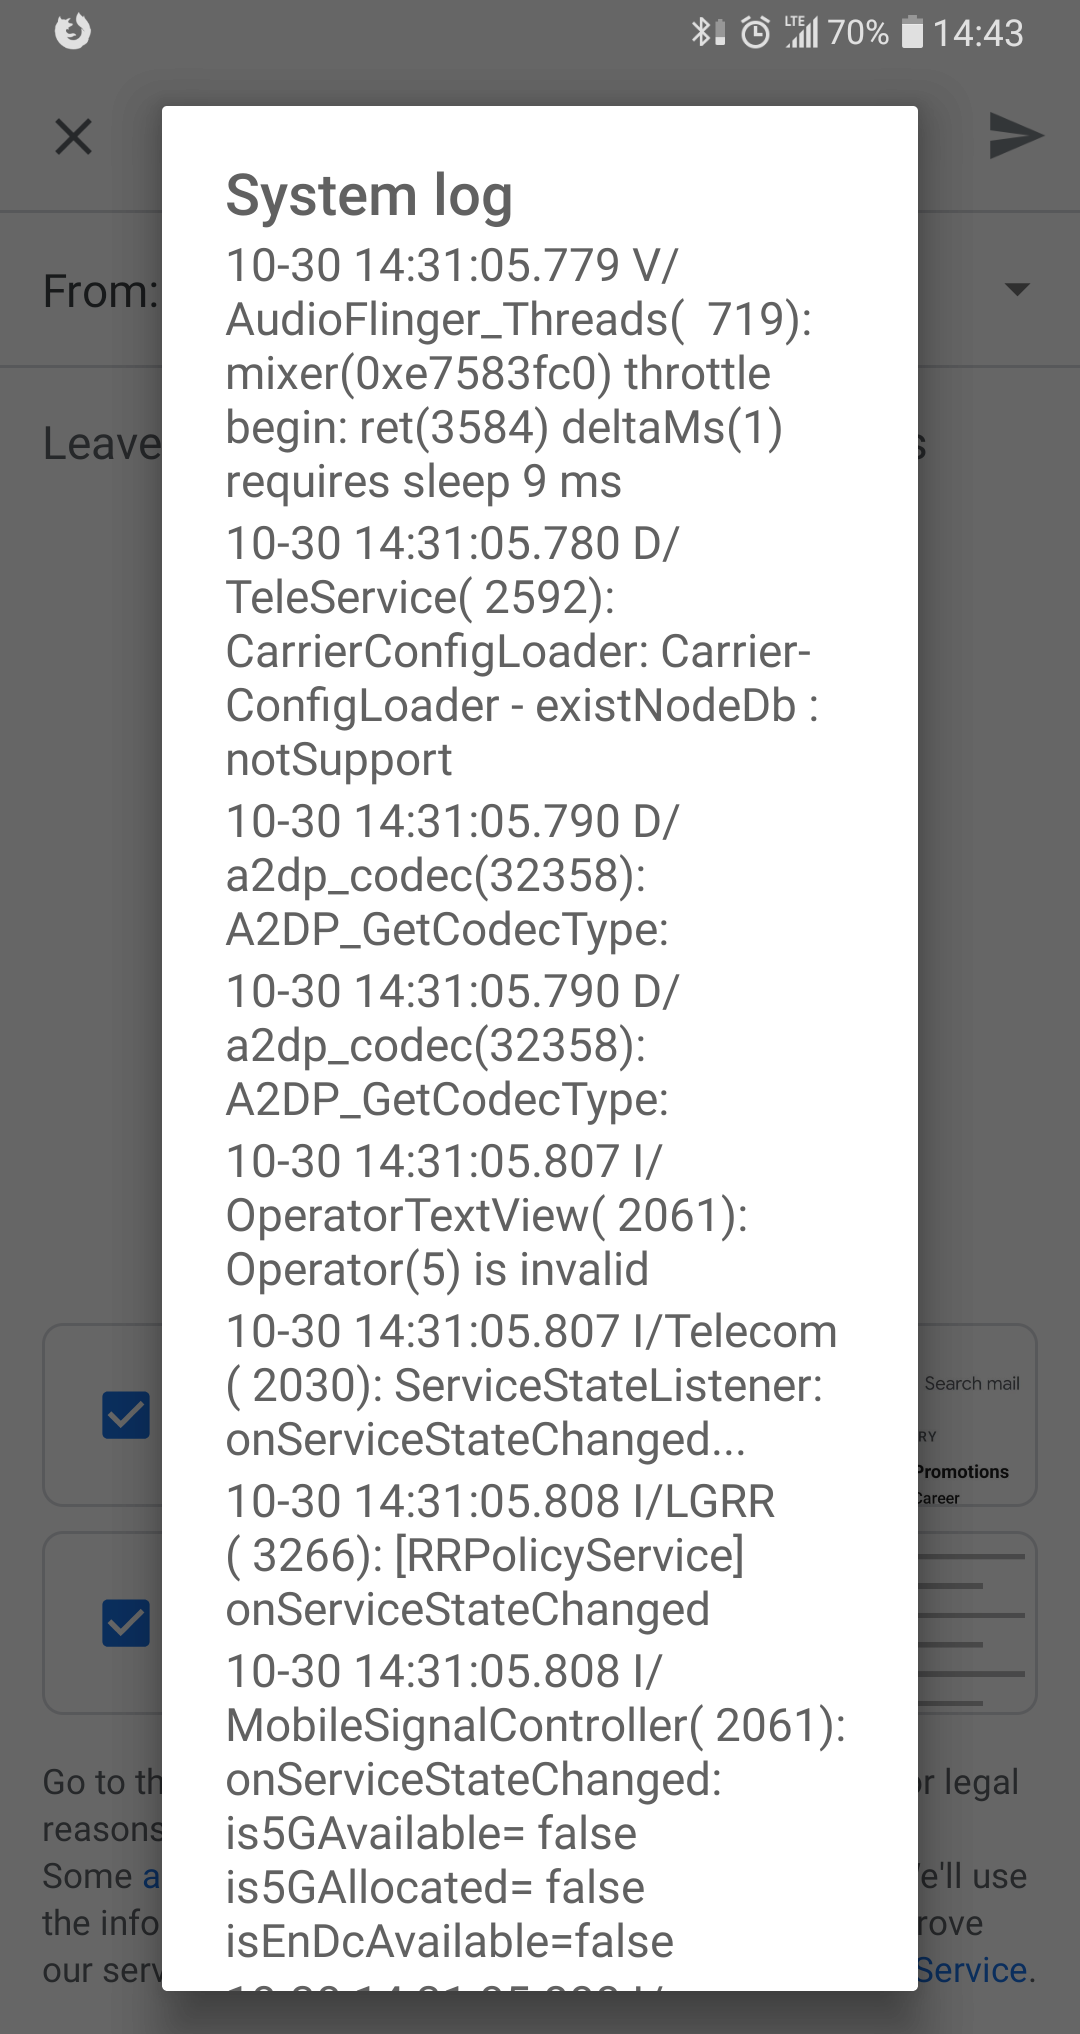 LTE 70% 14:43
System log
10-30 14:31:05.779 V/
From:
AudioFlinger_Threads(  719):
mixer(0xe7583fc0) throttle
begin: ret(3584) deltaMs(1)
Leave
requires sleep 9 ms
10-30 14:31:05.780 D/
TeleService( 2592):
CarrierConfigLoader: Carrier-
ConfigLoader - existNodeDb :
notSupport
10-30 14:31:05.790 D/
a2dp_codec(32358):
A2DP_GetCodecType:
10-30 14:31:05.790 D/
a2dp_codec(32358):
A2DP_GetCodecType:
10-30 14:31:05.807 I/
OperatorTextView( 2061):
Operator(5) is invalid
10-30 14:31:05.807 I/Telecom
( 2030): ServiceStateListener:
onServiceStateChanged...
10-30 14:31:05.808 I/LGRR
( 3266): [RRPolicyService]
onServiceStateChanged
10-30 14:31:05.808 I/
MobileSignalController( 2061):
onServiceStateChanged:
is5GAvailable= false
is5GAllocated= false
isEnDcAvailable=false
Search mail
RY
Promotions
Career
Go to th
r legal
reasons
Some a
e'll use
the info
rove
our serv
Service.